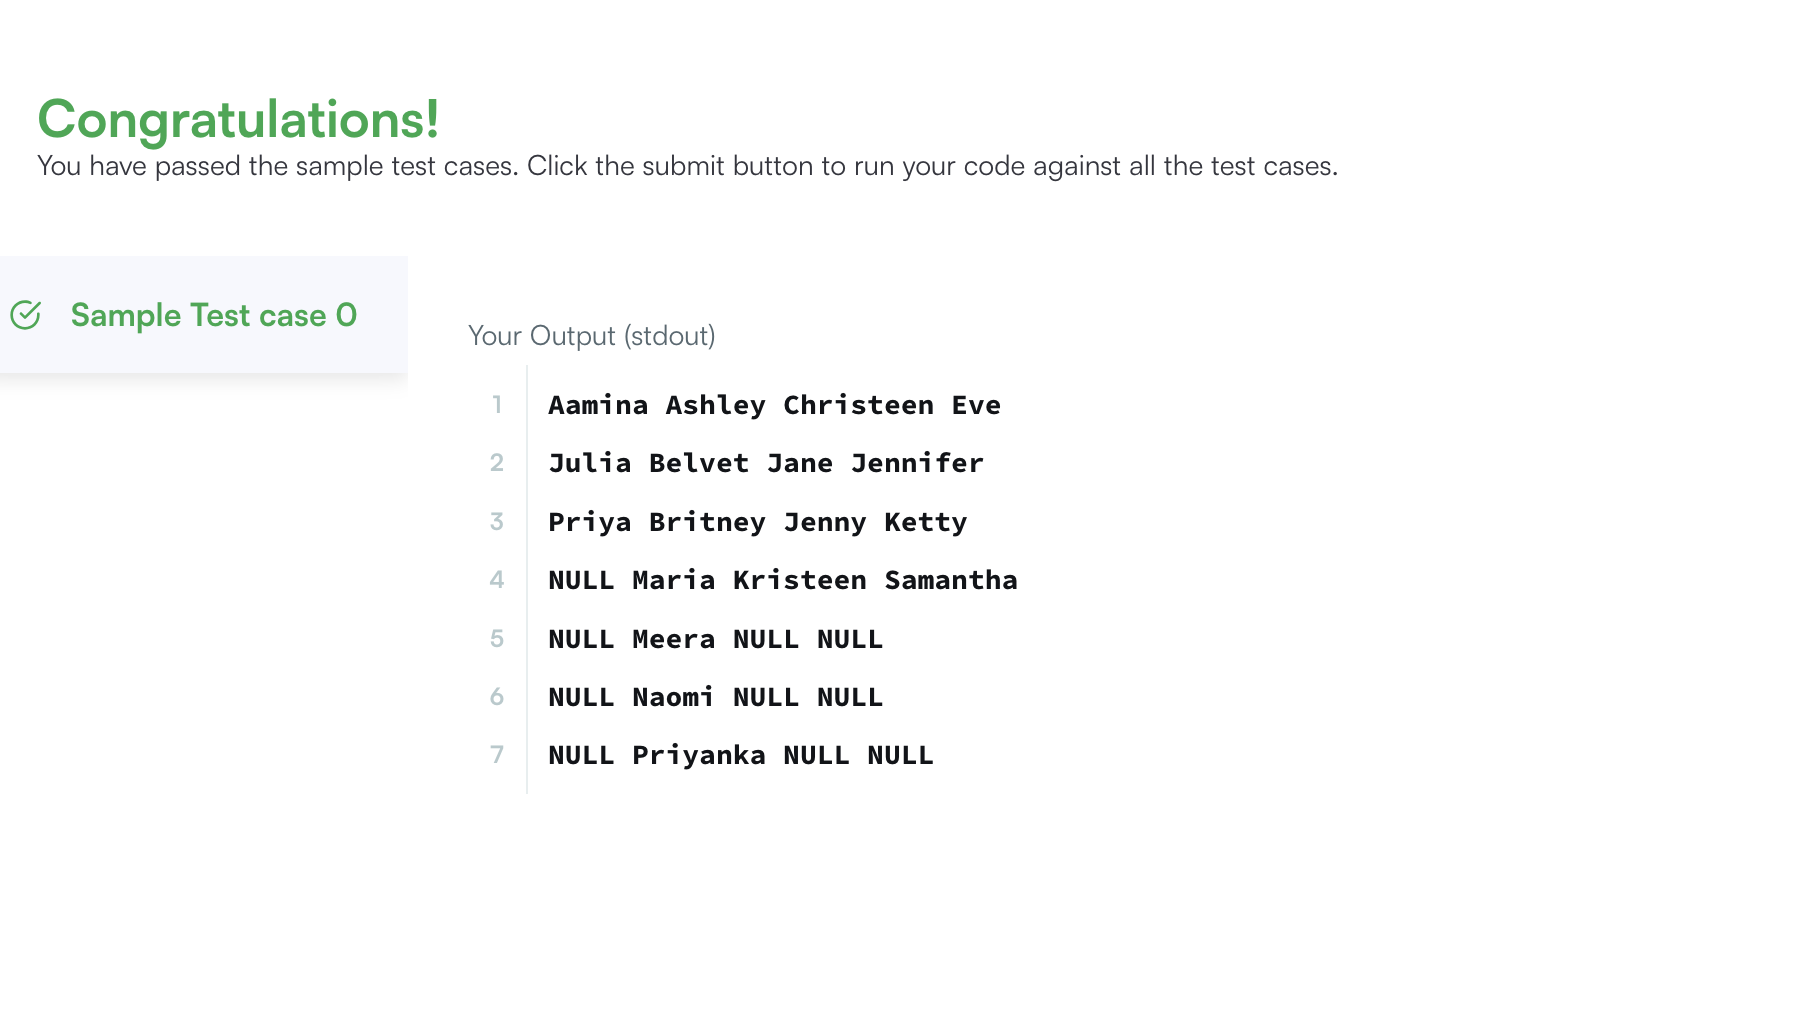 Congratulations!
You have passed the sample test cases. Click the submit button to run your code against all the test cases.
Sample Test case 0
Your Output (stdout)
1 Aamina Ashley Christeen Eve
2 Julia Belvet Jane Jennifer
3 Priya Britney Jenny Ketty
4 NULL Maria Kristeen Samantha
5 NULL Meera NULL NULL
6 NULL Naomi NULL NULL
7 NULL Priyanka NULL NULL